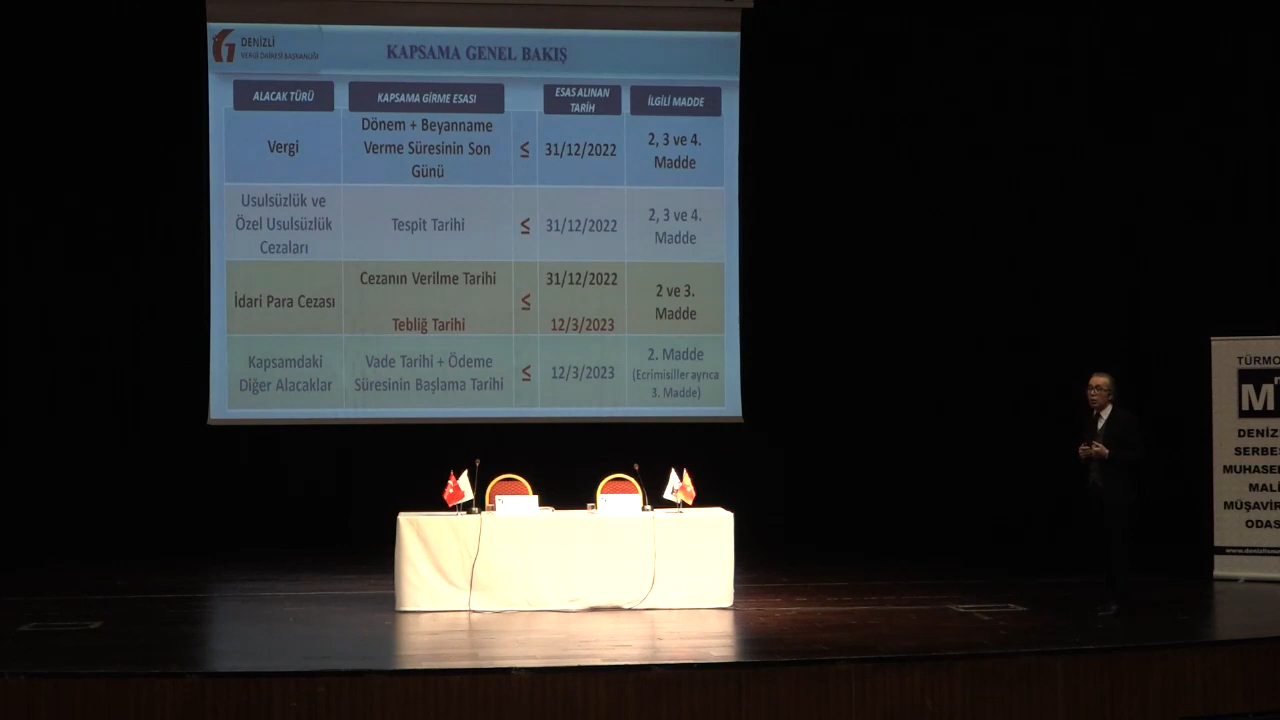 DENİZLİ
VERGİ DAİRESİ BAŞKANLIĞI
KAPSAMA GENEL BAKIŞ
ALACAK TÜRÜ
KAPSAMA GİRME ESASI
ESAS ALINAN
TARİH
İLGİLİ MADDE
Vergi
Dönem + Beyanname
Verme Süresinin Son
Günü
≤
31/12/2022
2, 3 ve 4.
Madde
Usulsüzlük ve
Özel Usulsüzlük
Cezaları
Tespit Tarihi
≤
31/12/2022
2, 3 ve 4.
Madde
İdari Para Cezası
Cezanın Verilme Tarihi
Tebliğ Tarihi
≤
31/12/2022
12/3/2023
2 ve 3.
Madde
Kapsamdaki
Diğer Alacaklar
Vade Tarihi + Ödeme
Süresinin Başlama Tarihi
≤
12/3/2023
2. Madde
(Ecrimisiller ayrıca
3. Madde)
TÜRMO
M
DENİZ
SERBES
MUHASE
MALİ
MÜŞAVİR
ODAS